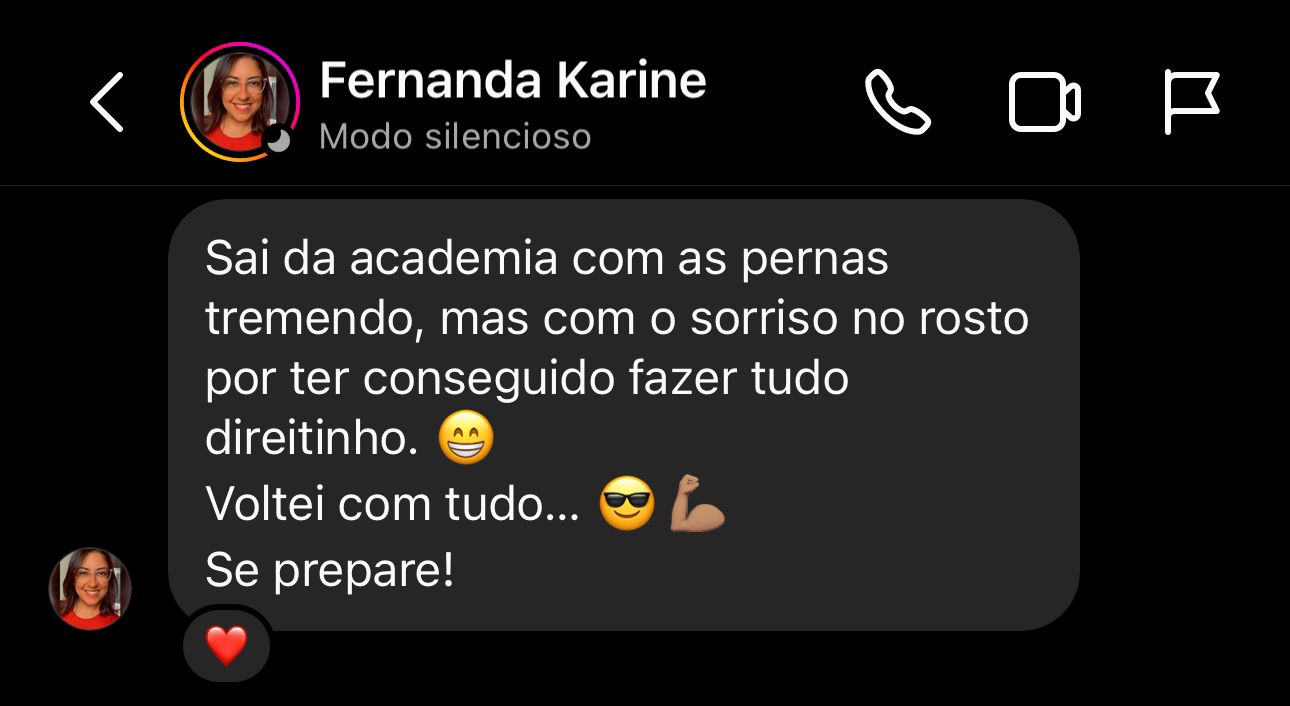 Fernanda Karine
Modo silencioso
Sai da academia com as pernas
tremendo, mas com o sorriso no rosto
por ter conseguido fazer tudo
direitinho. 😁
Voltei com tudo... 😎💪🏽
Se prepare!
❤️